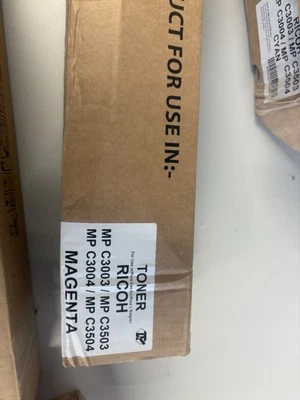 UCT FOR USE IN:-
TONER
RICOH
MP C3003 / MP C3503
MP C3004 / MP C3504
MAGENTA
RICOH
C3003 / MP C3503
MP C3004 / MP C3504
CYAN